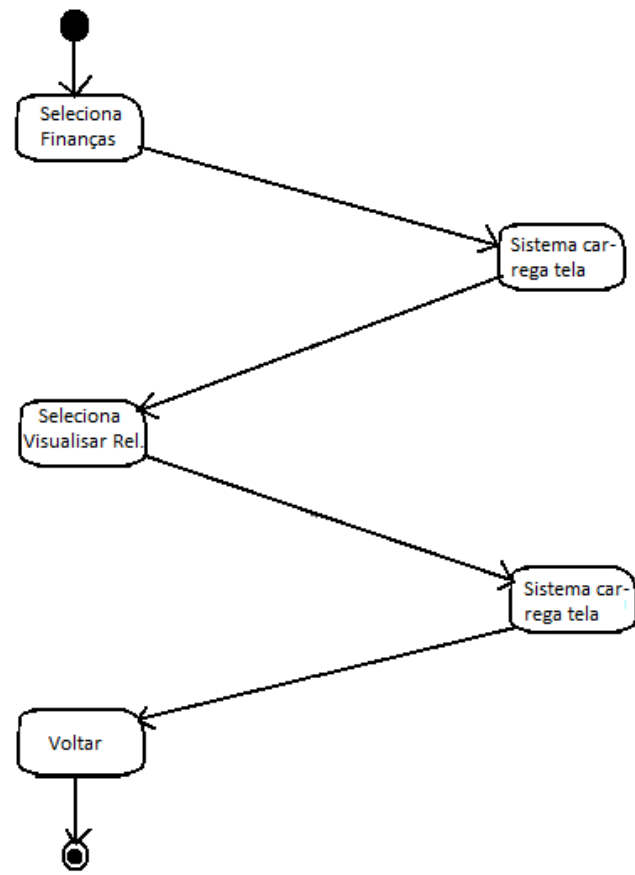 Seleciona
Finanças
Sistema car-
rega tela
Seleciona
Visualisar Rel.
Sistema car-
rega tela
Voltar